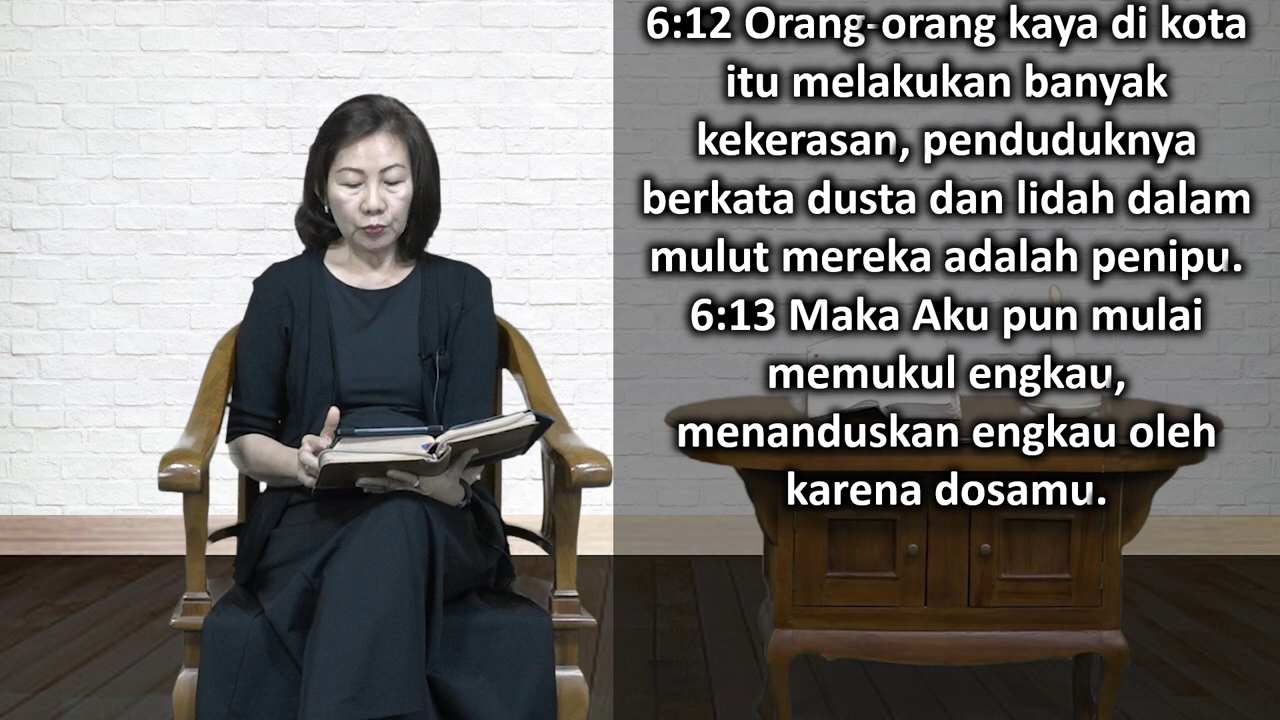 6:12 Orang-orang kaya di kota
itu melakukan banyak
kekerasan, penduduknya
berkata dusta dan lidah dalam
mulut mereka adalah penipu.
6:13 Maka Aku pun mulai
memukul engkau,
menanduskan engkau oleh
karena dosamu.